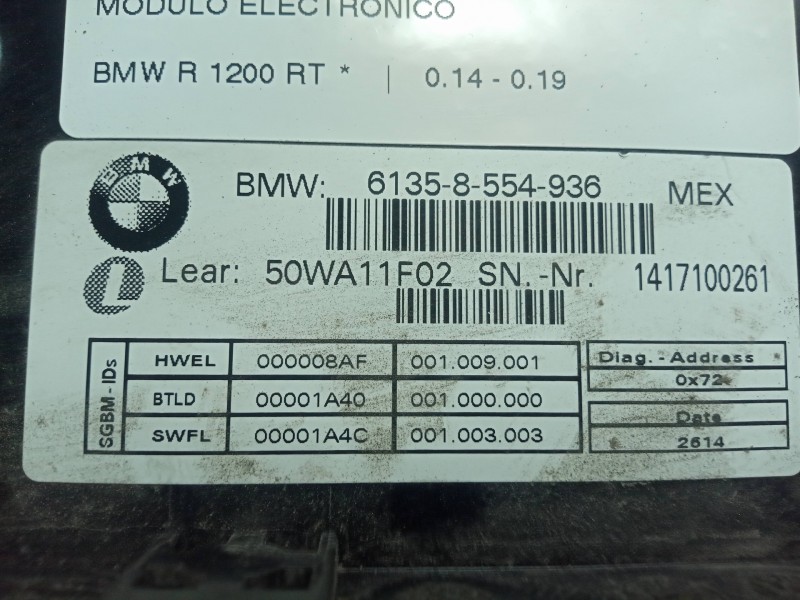 MODULO ELECTRONICO
BMW R 1200 RT * | 0.14 - 0.19
BMW
BMW: 6135-8-554-936 MEX
L Lear: 50WA11F02 SN.-Nr. 1417100261
SGBM-IDs
HWEL 000008AF 001.009.001
BTLD 00001A40 001.000.000
SWFL 00001A4C 001.003.003
Diag.-Address
0x72
Date
2614